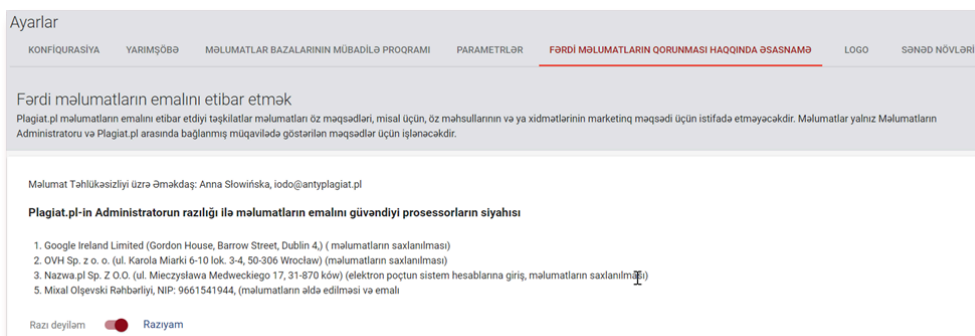 Ayarlar
KONFİQURASİYA YARIMŞÖBƏ MƏLUMATLAR BAZALARININ MÜBADİLƏ PROQRAMI PARAMETRLƏR FƏRDİ MƏLUMATLARIN QORUNMASI HAQQINDA ƏSASNAMƏ LOGO SƏNƏD NÖVLƏRİ
Fərdi məlumatların emalını etibar etmək
Plagiat.pl məlumatların emalını etibar etdiyi təşkilatlar məlumatları öz məqsədləri, misal üçün, öz məhsullarının və ya xidmətlərinin marketinq məqsədi üçün istifadə etməyəcəkdir. Məlumatlar yalnız Məlumatların
Administratoru və Plagiat.pl arasında bağlanmış müqavilədə göstərilən məqsədlər üçün işlənəcəkdir.
Məlumat Təhlükəsizliyi üzrə Əməkdaş: Anna Słowińska, iodo@antyplagiat.pl
Plagiat.pl-in Administratorun razılığı ilə məlumatların emalını güvəndiyi prosessorların siyahısı
1. Google Ireland Limited (Gordon House, Barrow Street, Dublin 4,) ( məlumatların saxlanılması)
2. OVH Sp. z o. o. (ul. Karola Miarki 6-10 lok. 3-4, 50-306 Wrocław) (məlumatların saxlanılması)
3. Nazwa.pl Sp. Z O.O. (ul. Mieczysława Medweckiego 17, 31-870 ków) (elektron poçtun sistem hesablarına giriş, məlumatların saxlanılması)
5. Mixal Olşevski Rəhbərliyi, NIP: 9661541944, (məlumatların əldə edilməsi və emalı
Razı deyiləm Razıyam